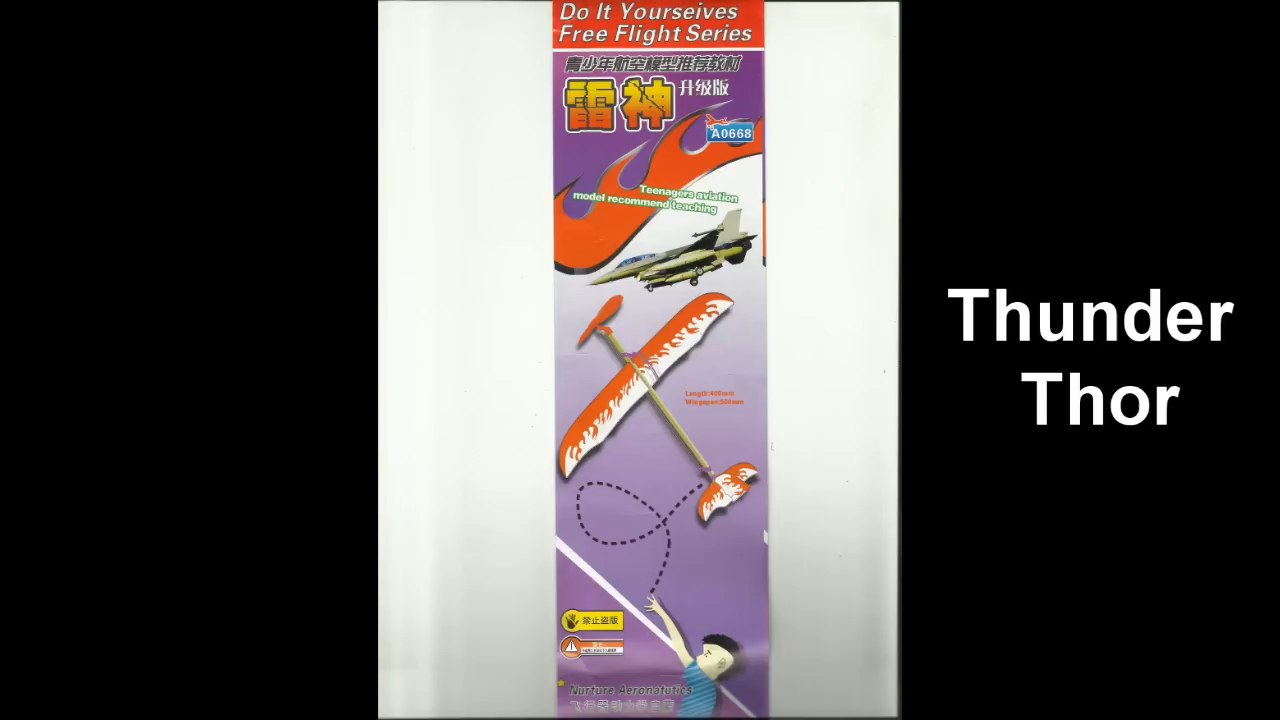 Do It Yourseives
Free Flight Series
青少年航空模型推荐教材
雷神 升级版
A0668
Teenagers aviation
model recommend teaching
Thunder
Thor
禁止盗版
Nurture Aeronatutics